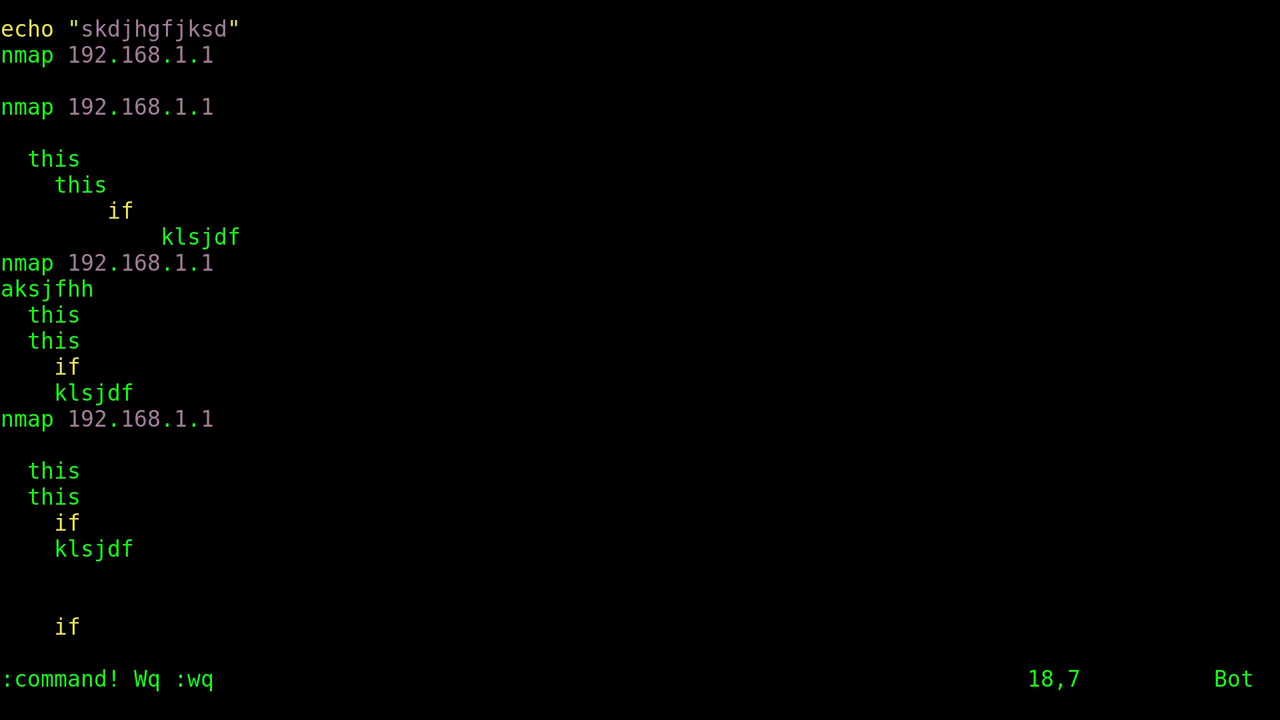 echo "skdjhgfjksd"
nmap 192.168.1.1
nmap 192.168.1.1
this
this
if
klsjdf
nmap 192.168.1.1
aksjfhh
this
this
if
klsjdf
nmap 192.168.1.1
this
this
if
klsjdf
if
:command! Wq :wq 18,7 Bot